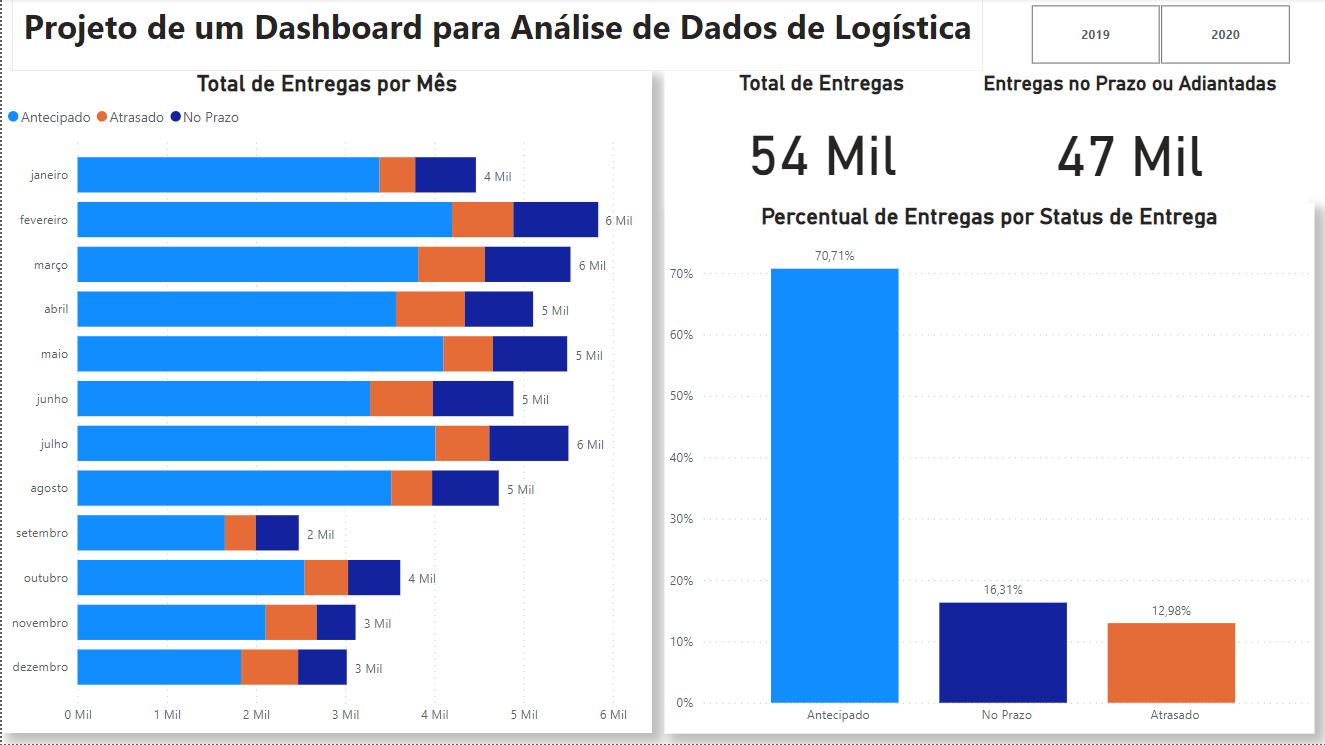 Projeto de um Dashboard para Análise de Dados de Logística
2019
2020
Total de Entregas por Mês
Antecipado Atrasado No Prazo
janeiro 4 Mil
fevereiro 6 Mil
março 6 Mil
abril 5 Mil
maio 5 Mil
junho 5 Mil
julho 6 Mil
agosto 5 Mil
setembro 2 Mil
outubro 4 Mil
novembro 3 Mil
dezembro 3 Mil
0 Mil 1 Mil 2 Mil 3 Mil 4 Mil 5 Mil 6 Mil
Total de Entregas
54 Mil
Entregas no Prazo ou Adiantadas
47 Mil
Percentual de Entregas por Status de Entrega
70,71%
70%
60%
50%
40%
30%
20%
16,31%
12,98%
10%
0%
Antecipado No Prazo Atrasado